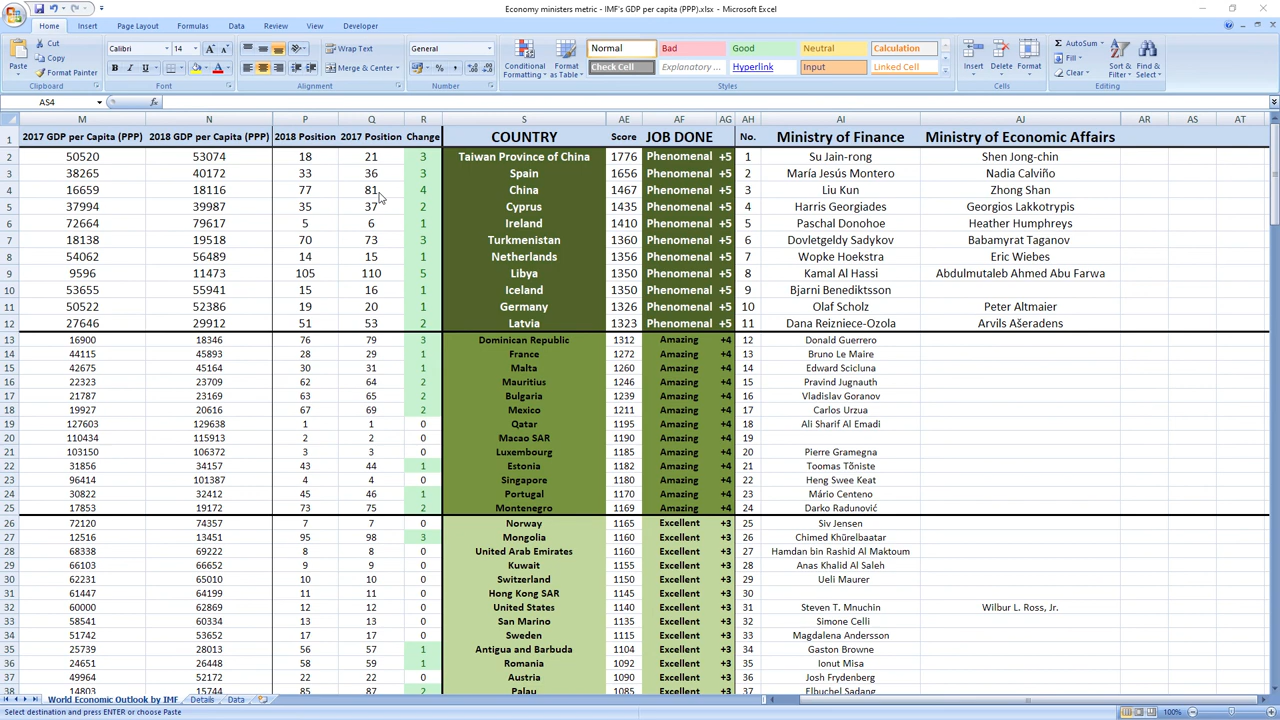 Economy ministers metric - IMF's GDP per capita (PPP).xlsx - Microsoft Excel
Home Insert Page Layout Formulas Data Review View Developer
Paste Cut Copy Format Painter Clipboard
Calibri 14 Font
Wrap Text Merge & Center Alignment
General Number
Conditional Formatting Format as Table
Normal Bad Good Neutral Calculation
Check Cell Explanatory ... Hyperlink Input Linked Cell
Styles
Insert Delete Format Cells
AutoSum Fill Clear Sort & Filter Find & Select Editing
AS4
M N P Q R S AE AF AG AH AI AJ AR AS AT
1 2017 GDP per Capita (PPP) 2018 GDP per Capita (PPP) 2018 Position 2017 Position Change COUNTRY Score JOB DONE No. Ministry of Finance Ministry of Economic Affairs
2 50520 53074 18 21 3 Taiwan Province of China 1776 Phenomenal +5 1 Su Jain-rong Shen Jong-chin
3 38265 40172 33 36 3 Spain 1656 Phenomenal +5 2 María Jesús Montero Nadia Calviño
4 16659 18116 77 81 4 China 1467 Phenomenal +5 3 Liu Kun Zhong Shan
5 37994 39987 35 37 2 Cyprus 1435 Phenomenal +5 4 Harris Georgiades Georgios Lakkotrypis
6 72664 79617 5 6 1 Ireland 1410 Phenomenal +5 5 Paschal Donohoe Heather Humphreys
7 18138 19518 70 73 3 Turkmenistan 1360 Phenomenal +5 6 Dovletgeldy Sadykov Babamyrat Taganov
8 54062 56489 14 15 1 Netherlands 1356 Phenomenal +5 7 Wopke Hoekstra Eric Wiebes
9 9596 11473 105 110 5 Libya 1350 Phenomenal +5 8 Kamal Al Hassi Abdulmutaleb Ahmed Abu Farwa
10 53655 55941 15 16 1 Iceland 1350 Phenomenal +5 9 Bjarni Benediktsson
11 50522 52386 19 20 1 Germany 1326 Phenomenal +5 10 Olaf Scholz Peter Altmaier
12 27646 29912 51 53 2 Latvia 1323 Phenomenal +5 11 Dana Reizniece-Ozola Arvils Ašeradens
13 16900 18346 76 79 3 Dominican Republic 1312 Amazing +4 12 Donald Guerrero
14 44115 45893 28 29 1 France 1272 Amazing +4 13 Bruno Le Maire
15 42675 45164 30 31 1 Malta 1260 Amazing +4 14 Edward Scicluna
16 22323 23709 62 64 2 Mauritius 1246 Amazing +4 15 Pravind Jugnauth
17 21787 23169 63 65 2 Bulgaria 1239 Amazing +4 16 Vladislav Goranov
18 19927 20616 67 69 2 Mexico 1211 Amazing +4 17 Carlos Urzua
19 127603 129638 1 1 0 Qatar 1195 Amazing +4 18 Ali Sharif Al Emadi
20 110434 115913 2 2 0 Macao SAR 1190 Amazing +4 19
21 103150 106372 3 3 0 Luxembourg 1185 Amazing +4 20 Pierre Gramegna
22 31856 34157 43 44 1 Estonia 1182 Amazing +4 21 Toomas Tõniste
23 96414 101387 4 4 0 Singapore 1180 Amazing +4 22 Heng Swee Keat
24 30822 32412 45 46 1 Portugal 1170 Amazing +4 23 Mário Centeno
25 17853 19172 73 75 2 Montenegro 1169 Amazing +4 24 Darko Radunović
26 72120 74357 7 7 0 Norway 1165 Excellent +3 25 Siv Jensen
27 12516 13451 95 98 3 Mongolia 1160 Excellent +3 26 Chimed Khürelbaatar
28 68338 69222 8 8 0 United Arab Emirates 1160 Excellent +3 27 Hamdan bin Rashid Al Maktoum
29 66103 66652 9 9 0 Kuwait 1155 Excellent +3 28 Anas Khalid Al Saleh
30 62231 65010 10 10 0 Switzerland 1150 Excellent +3 29 Ueli Maurer
31 61447 64199 11 11 0 Hong Kong SAR 1145 Excellent +3 30
32 60000 62869 12 12 0 United States 1140 Excellent +3 31 Steven T. Mnuchin Wilbur L. Ross, Jr.
33 58541 60334 13 13 0 San Marino 1135 Excellent +3 32 Simone Celli
34 51742 53652 17 17 0 Sweden 1115 Excellent +3 33 Magdalena Andersson
35 25739 28013 56 57 1 Antigua and Barbuda 1104 Excellent +3 34 Gaston Browne
36 24651 26448 58 59 1 Romania 1092 Excellent +3 35 Ionut Misa
37 49964 52172 22 22 0 Austria 1090 Excellent +3 36 Josh Frydenberg
38 14803 15744 85 87 2 Palau 1085 Excellent +3 37 Elbuchel Sadang
World Economic Outlook by IMF Details Data
Select destination and press ENTER or choose Paste 100%